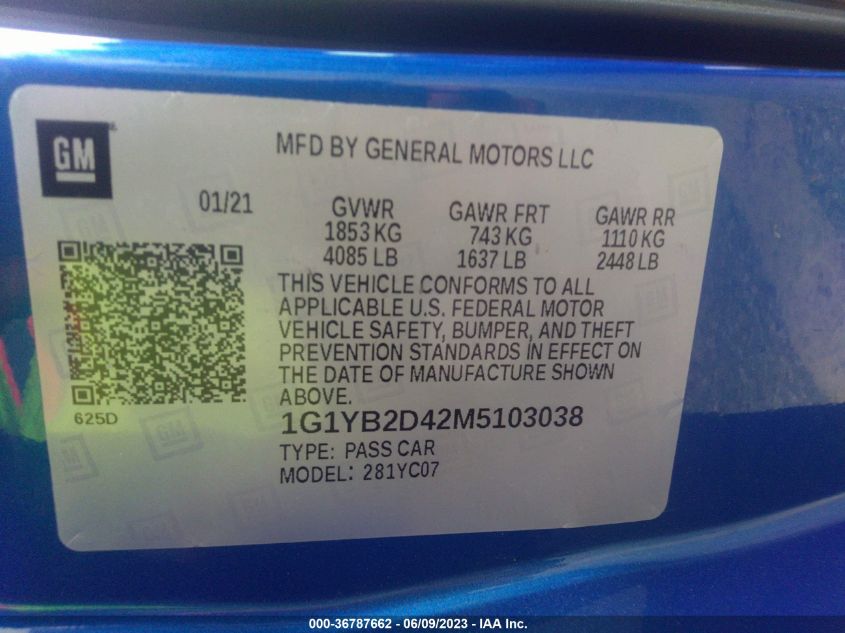 GM
MFD BY GENERAL MOTORS LLC
01/21
GVWR
1853 KG
4085 LB
GAWR FRT
743 KG
1637 LB
GAWR RR
1110 KG
2448 LB
THIS VEHICLE CONFORMS TO ALL
APPLICABLE U.S. FEDERAL MOTOR
VEHICLE SAFETY, BUMPER, AND THEFT
PREVENTION STANDARDS IN EFFECT ON
THE DATE OF MANUFACTURE SHOWN
ABOVE.
625D
1G1YB2D42M5103038
TYPE: PASS CAR
MODEL: 281YC07
000-36787662 - 06/09/2023 - IAA Inc.